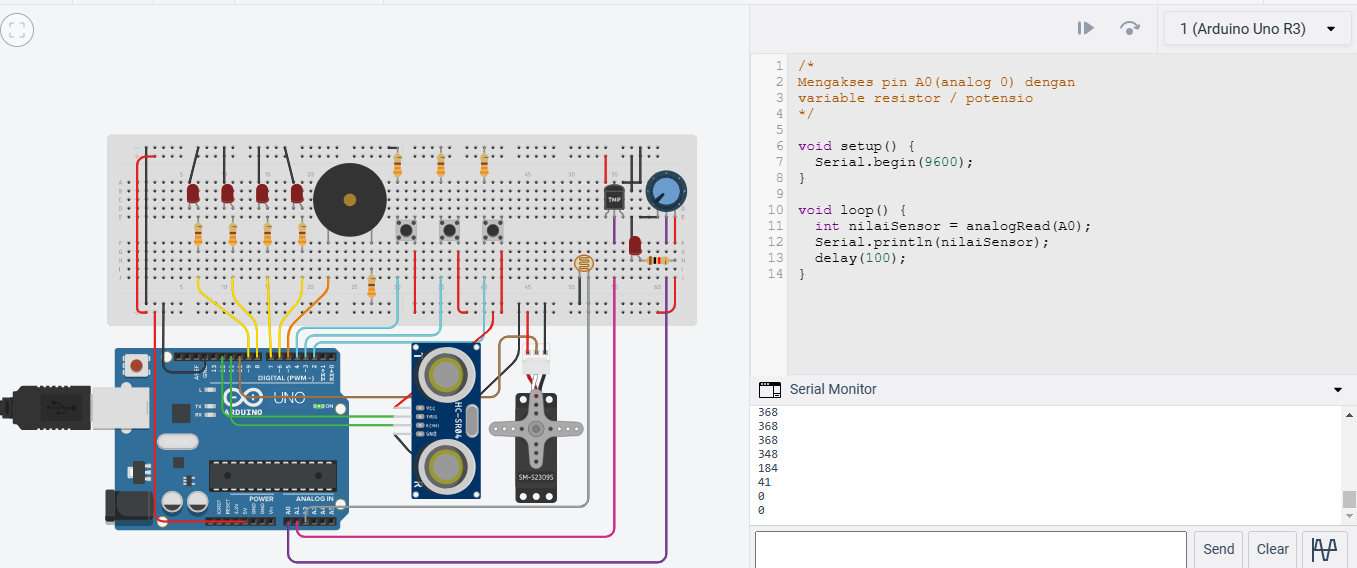 1 (Arduino Uno R3)
1 /*
2 Mengakses pin A0(analog 0) dengan
3 variable resistor / potensio
4 */
5
6 void setup() {
7 Serial.begin(9600);
8 }
9
10 void loop() {
11 int nilaiSensor = analogRead(A0);
12 Serial.println(nilaiSensor);
13 delay(100);
14 }
Serial Monitor
368
368
368
348
184
41
0
0
Send
Clear
TMP
DIGITAL (PWM~)
UNO
ARDUINO
ON
L
TX
RX
POWER
ANALOG IN
5V
A0
A1
VCC
TRIG
ECHO
GND
HC-SR04
SM-S2309S